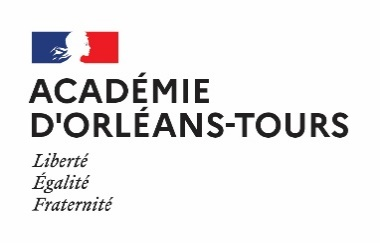 ACADÉMIE
D'ORLÉANS-TOURS
Liberté
Égalité
Fraternité